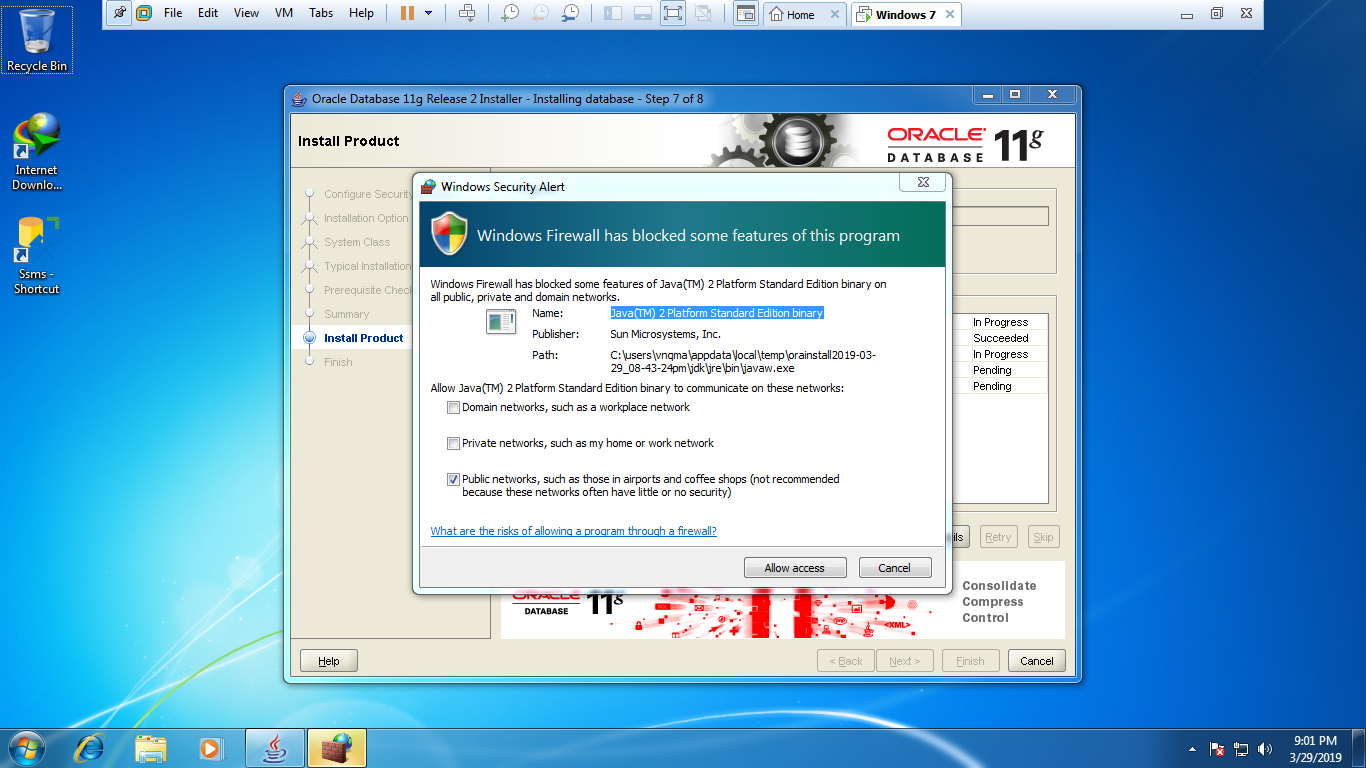 File Edit View VM Tabs Help Home Windows 7
Recycle Bin
Internet
Downlo...
Ssms -
Shortcut
Oracle Database 11g Release 2 Installer - Installing database - Step 7 of 8
Install Product
ORACLE
DATABASE 11g
Configure Security
Installation Option
System Class
Typical Installation
Prerequisite Chec
Summary
Install Product
Finish
Windows Security Alert
Windows Firewall has blocked some features of this program
Windows Firewall has blocked some features of Java(TM) 2 Platform Standard Edition binary on
all public, private and domain networks.
Name: Java(TM) 2 Platform Standard Edition binary
Publisher: Sun Microsystems, Inc.
Path: C:\users\vnqma\appdata\local\temp\orainstall2019-03-
29_08-43-24pm\jdk\jre\bin\javaw.exe
Allow Java(TM) 2 Platform Standard Edition binary to communicate on these networks:
Domain networks, such as a workplace network
Private networks, such as my home or work network
Public networks, such as those in airports and coffee shops (not recommended
because these networks often have little or no security)
What are the risks of allowing a program through a firewall?
Allow access Cancel
In Progress
Succeeded
In Progress
Pending
Pending
ils Retry Skip
ORACLE
DATABASE 11g
<XML>
Consolidate
Compress
Control
Help < Back Next > Finish Cancel
9:01 PM
3/29/2019